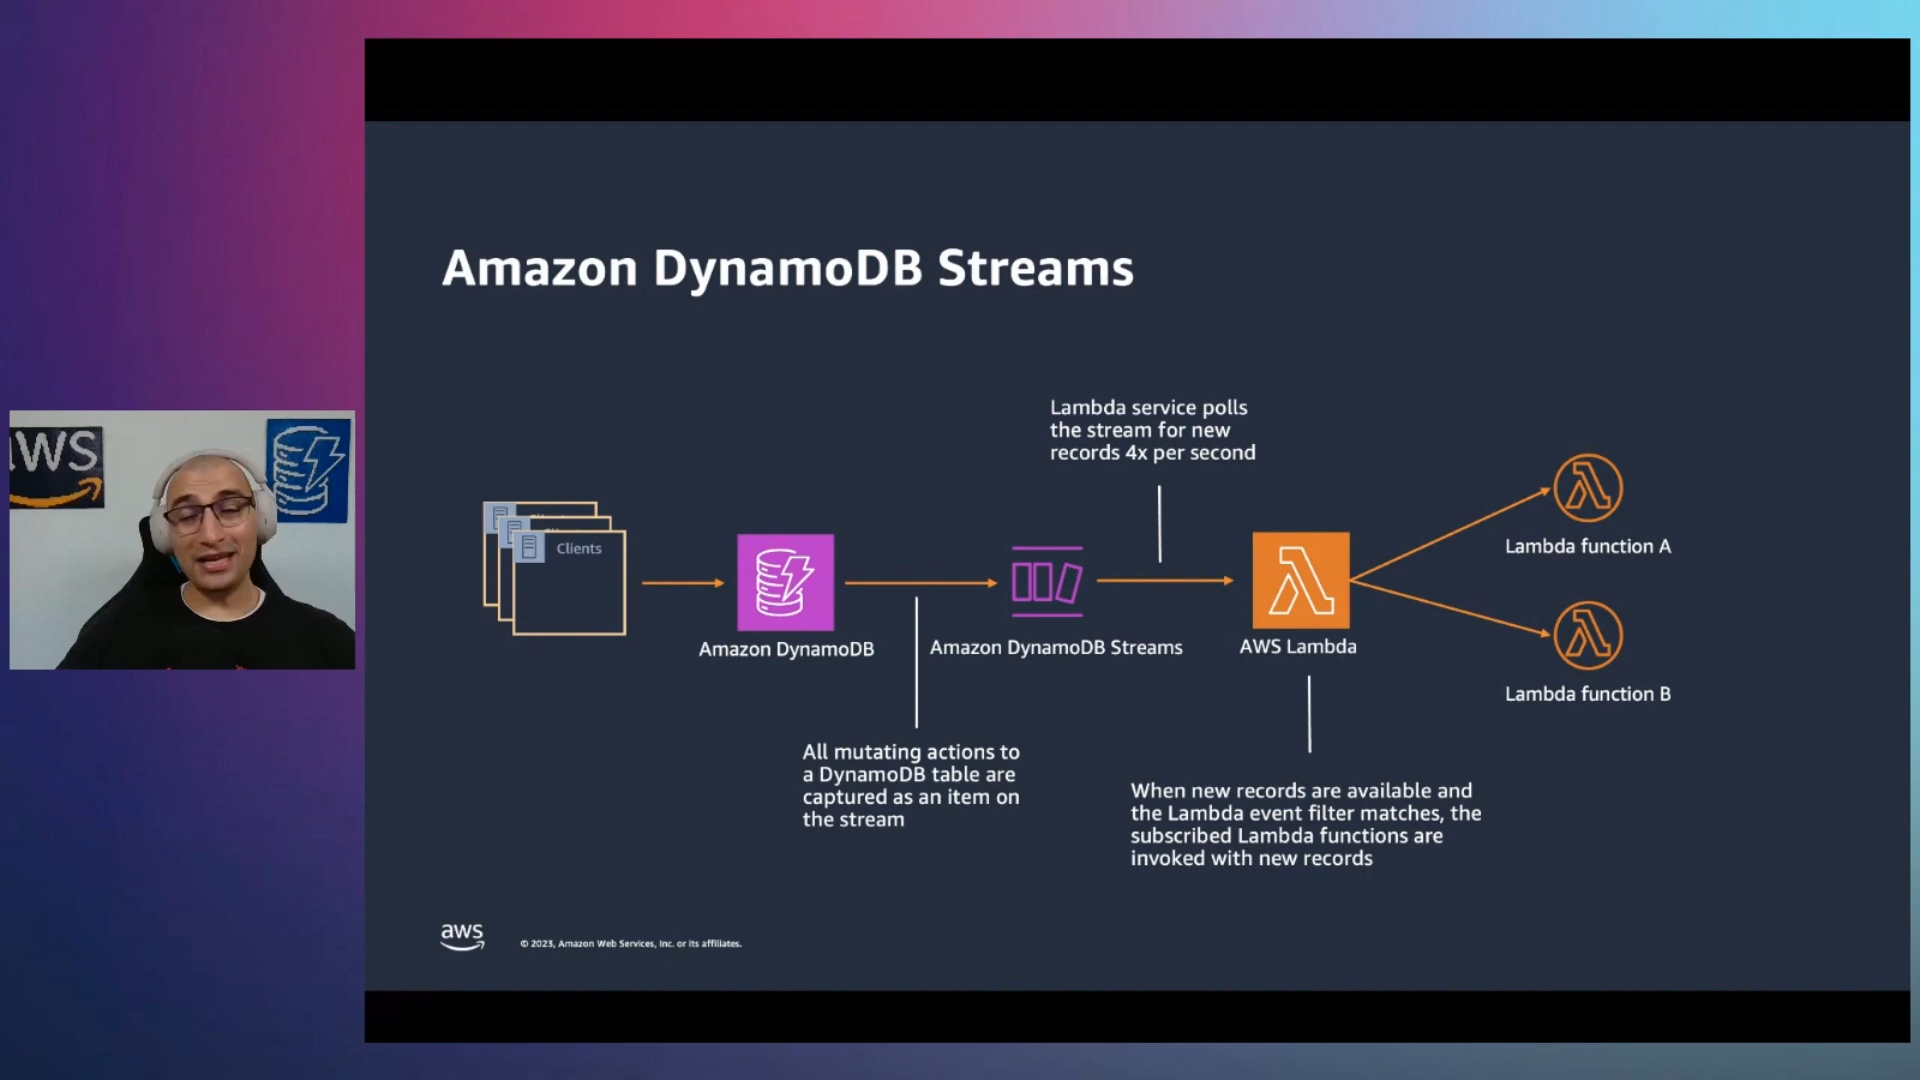 Amazon DynamoDB Streams
Lambda service polls
the stream for new
records 4x per second
Clients
Amazon DynamoDB
Amazon DynamoDB Streams
AWS Lambda
Lambda function A
Lambda function B
All mutating actions to
a DynamoDB table are
captured as an item on
the stream
When new records are available and
the Lambda event filter matches, the
subscribed Lambda functions are
invoked with new records
aws
© 2023, Amazon Web Services, Inc. or its affiliates.
WS